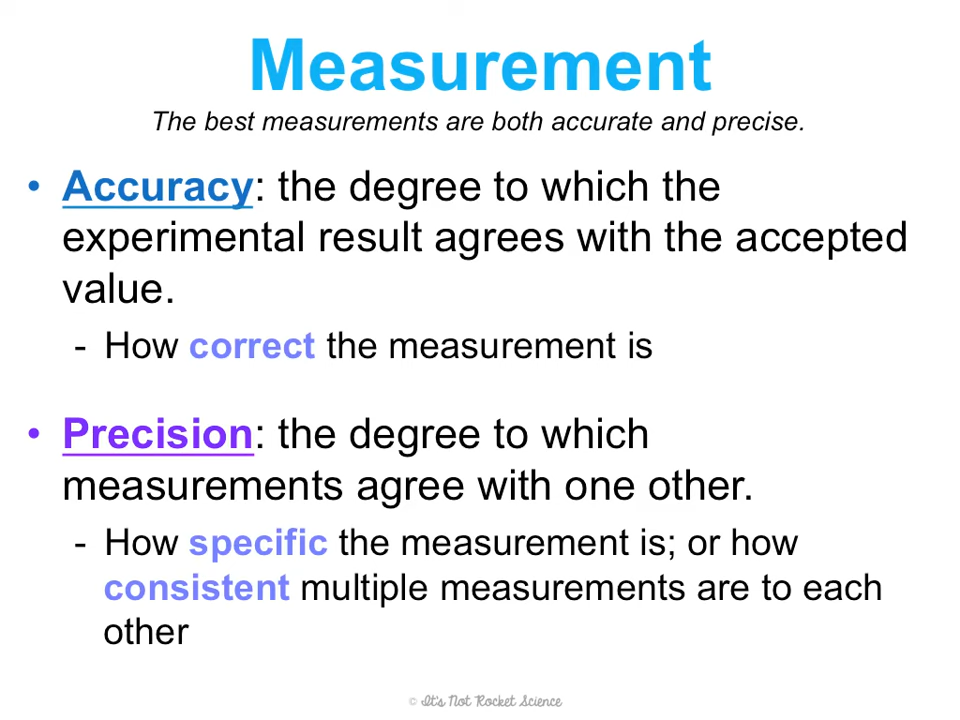 Measurement
The best measurements are both accurate and precise.
• Accuracy: the degree to which the
experimental result agrees with the accepted
value.
- How correct the measurement is
• Precision: the degree to which
measurements agree with one other.
- How specific the measurement is; or how
consistent multiple measurements are to each
other
© It's Not Rocket Science